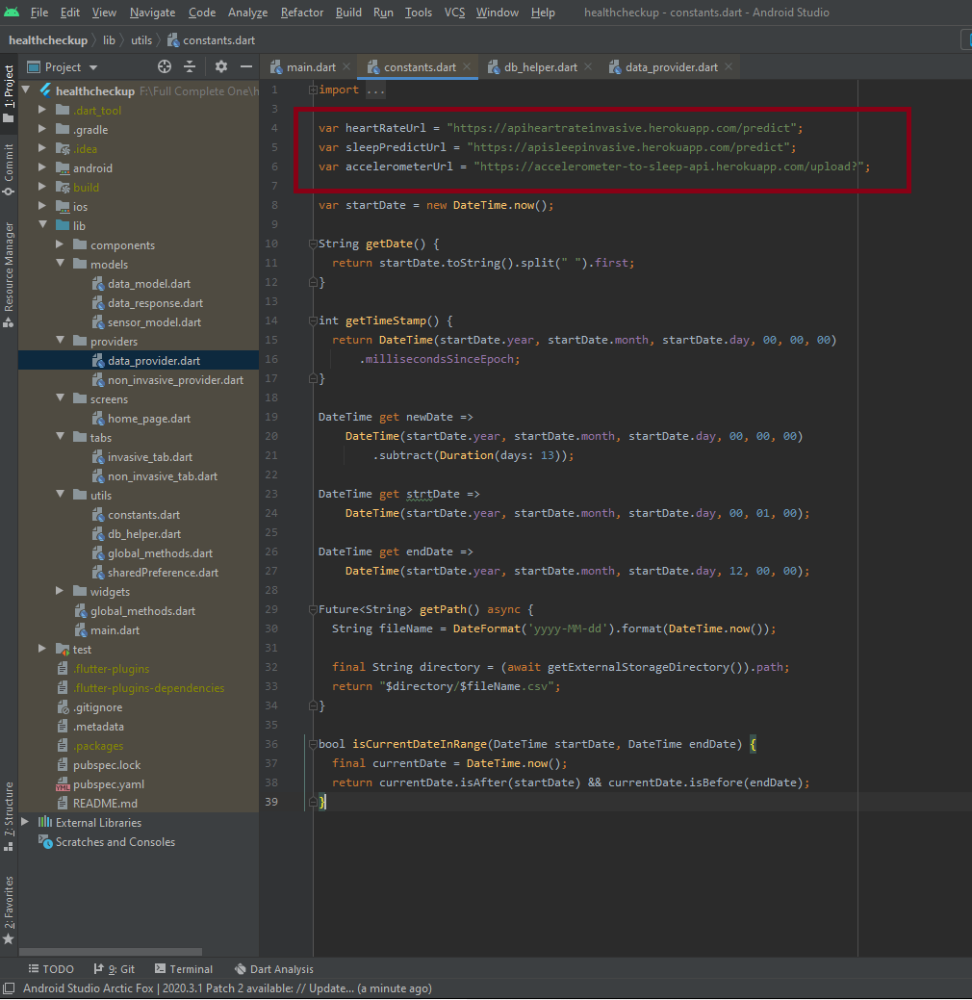 File Edit View Navigate Code Analyze Refactor Build Run Tools VCS Window Help healthcheckup - constants.dart - Android Studio
healthcheckup lib utils constants.dart
Project main.dart constants.dart db_helper.dart data_provider.dart
1: Project
Commit
Resource Manager
7: Structure
2: Favorites
healthcheckup F:\Full Complete One\h
.dart_tool
.gradle
.idea
android
build
ios
lib
components
models
data_model.dart
data_response.dart
sensor_model.dart
providers
data_provider.dart
non_invasive_provider.dart
screens
home_page.dart
tabs
invasive_tab.dart
non_invasive_tab.dart
utils
constants.dart
db_helper.dart
global_methods.dart
sharedPreference.dart
widgets
global_methods.dart
main.dart
test
.flutter-plugins
.flutter-plugins-dependencies
.gitignore
.metadata
.packages
pubspec.lock
YML pubspec.yaml
README.md
External Libraries
Scratches and Consoles
1 import ...
3
4 var heartRateUrl = "https://apiheartrateinvasive.herokuapp.com/predict";
5 var sleepPredictUrl = "https://apisleepinvasive.herokuapp.com/predict";
6 var accelerometerUrl = "https://accelerometer-to-sleep-api.herokuapp.com/upload?";
7
8 var startDate = new DateTime.now();
9
10 String getDate() {
11 return startDate.toString().split(" ").first;
12 }
13
14 int getTimeStamp() {
15 return DateTime(startDate.year, startDate.month, startDate.day, 00, 00, 00)
16 .millisecondsSinceEpoch;
17 }
18
19 DateTime get newDate =>
20 DateTime(startDate.year, startDate.month, startDate.day, 00, 00, 00)
21 .subtract(Duration(days: 13));
22
23 DateTime get strtDate =>
24 DateTime(startDate.year, startDate.month, startDate.day, 00, 01, 00);
25
26 DateTime get endDate =>
27 DateTime(startDate.year, startDate.month, startDate.day, 12, 00, 00);
28
29 Future<String> getPath() async {
30 String fileName = DateFormat('yyyy-MM-dd').format(DateTime.now());
31
32 final String directory = (await getExternalStorageDirectory()).path;
33 return "$directory/$fileName.csv";
34 }
35
36 bool isCurrentDateInRange(DateTime startDate, DateTime endDate) {
37 final currentDate = DateTime.now();
38 return currentDate.isAfter(startDate) && currentDate.isBefore(endDate);
39 }
TODO 9: Git Terminal Dart Analysis
Android Studio Arctic Fox | 2020.3.1 Patch 2 available: // Update... (a minute ago)